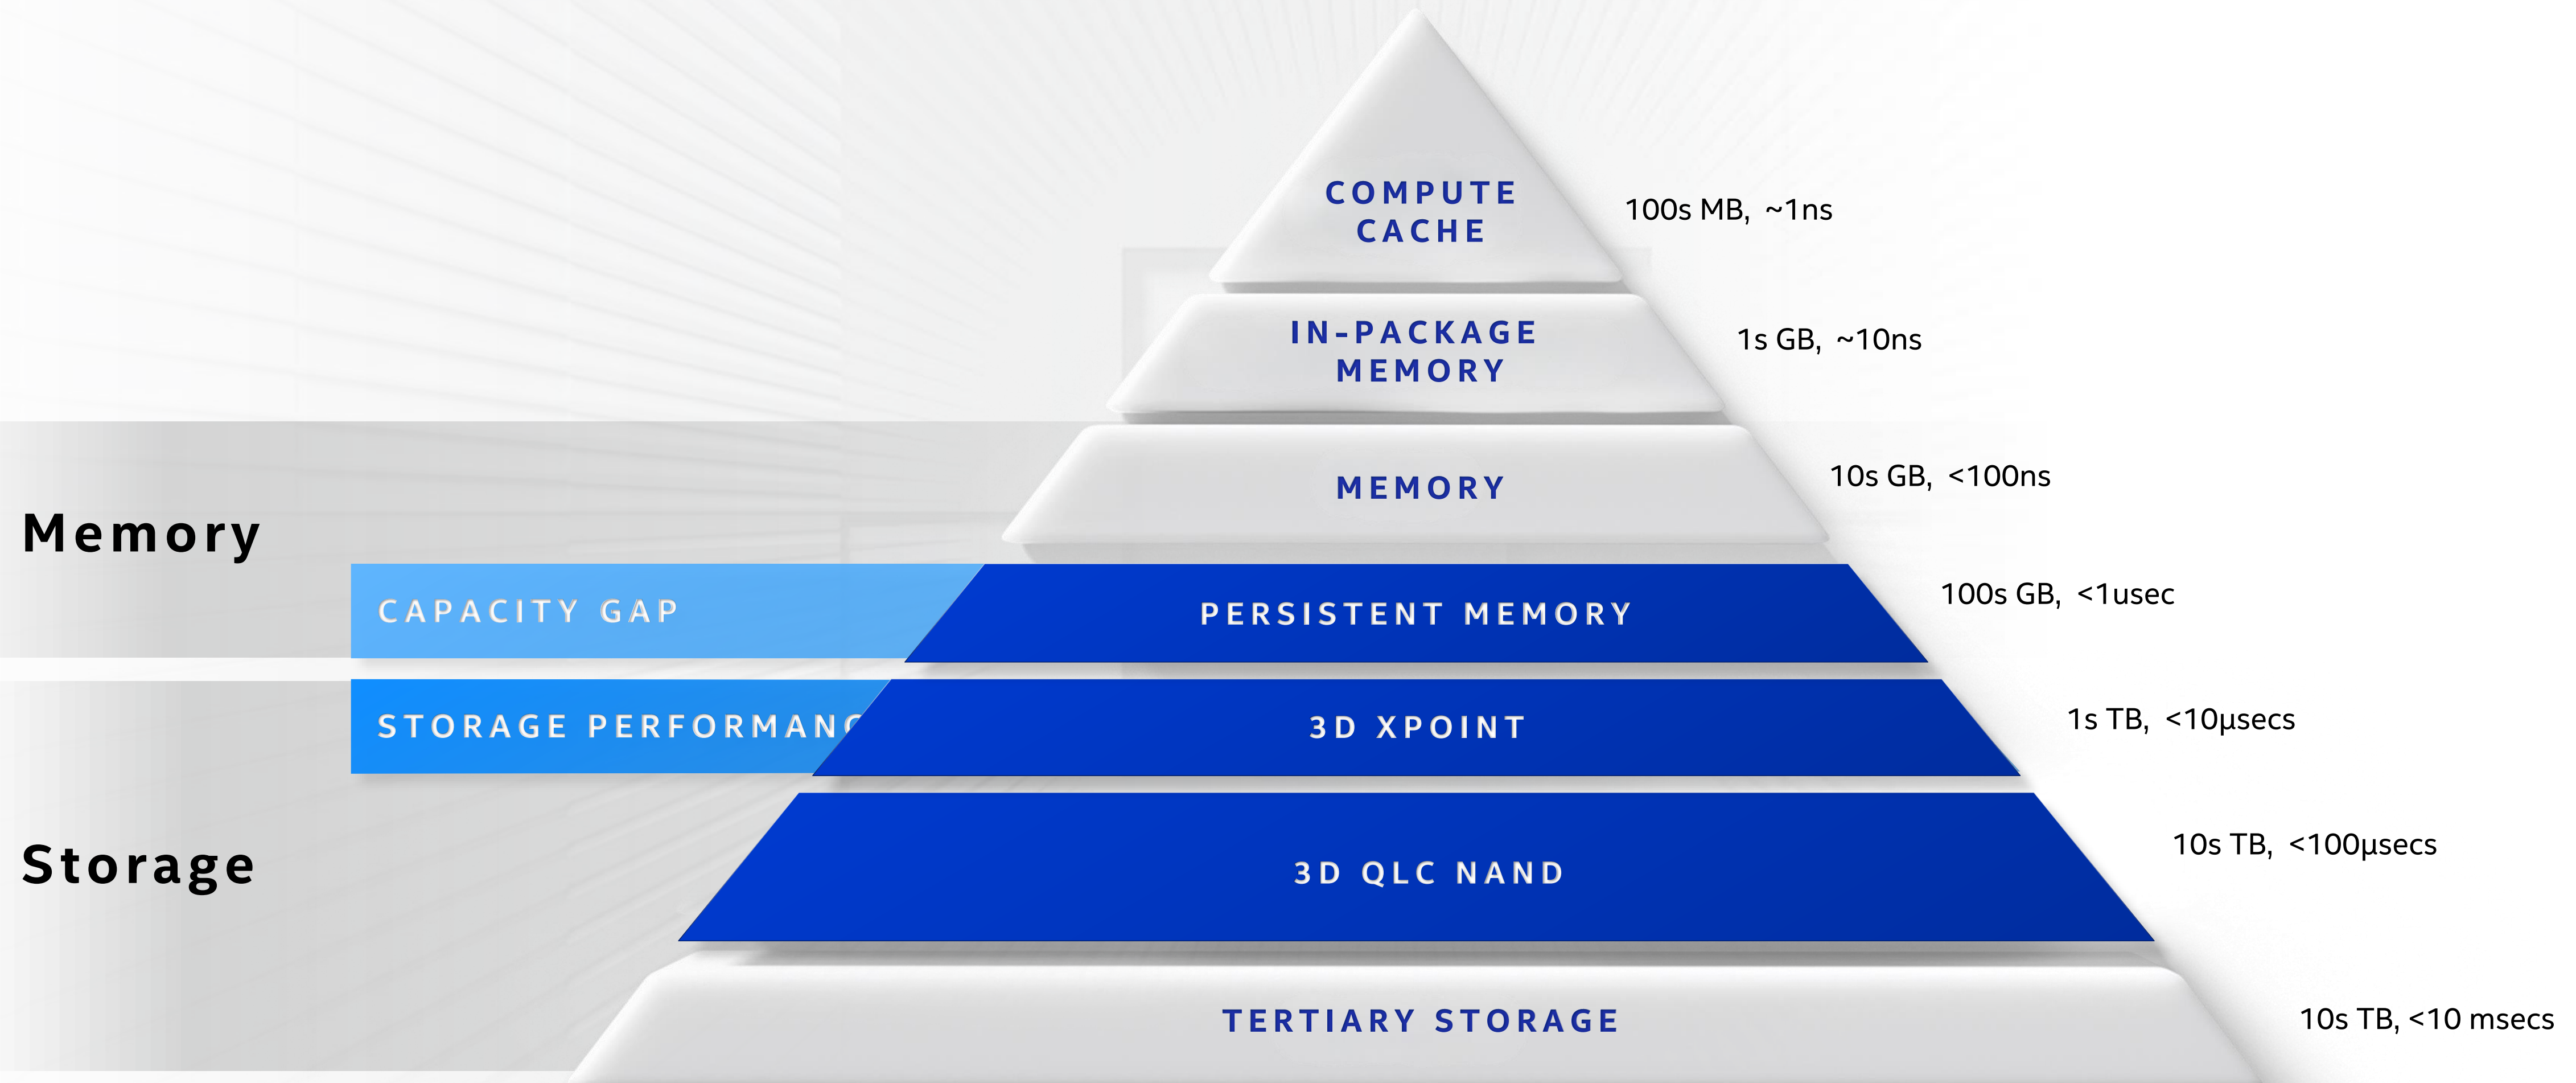 COMPUTE
CACHE
100s MB, ~1ns
IN-PACKAGE
MEMORY
1s GB, ~10ns
MEMORY
10s GB, <100ns
Memory
CAPACITY GAP
PERSISTENT MEMORY
100s GB, <1usec
STORAGE PERFORMANC
3D XPOINT
1s TB, <10µsecs
Storage
3D QLC NAND
10s TB, <100µsecs
TERTIARY STORAGE
10s TB, <10 msecs